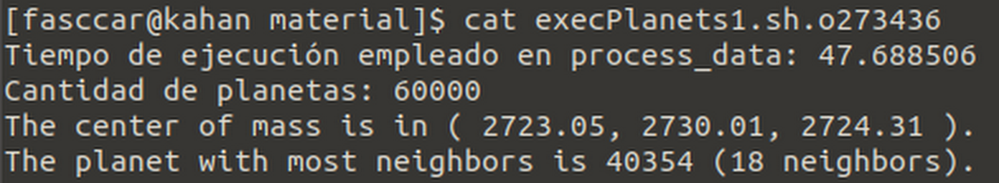 [fasccar@kahan material]$ cat execPlanets1.sh.o273436
Tiempo de ejecución empleado en process_data: 47.688506
Cantidad de planetas: 60000
The center of mass is in ( 2723.05, 2730.01, 2724.31 ).
The planet with most neighbors is 40354 (18 neighbors).